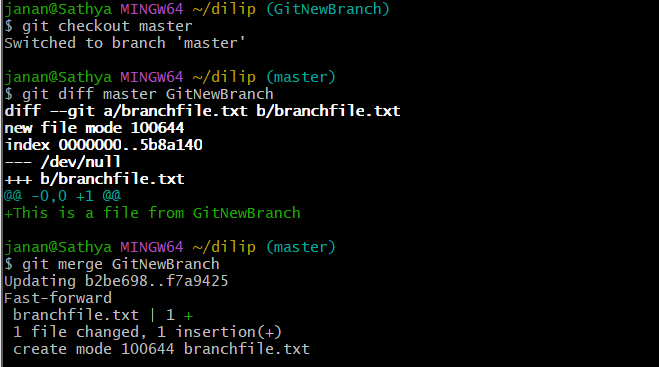 janan@Sathya MINGW64 ~/dilip (GitNewBranch)
$ git checkout master
Switched to branch 'master'
janan@Sathya MINGW64 ~/dilip (master)
$ git diff master GitNewBranch
diff --git a/branchfile.txt b/branchfile.txt
new file mode 100644
index 0000000..5b8a140
--- /dev/null
+++ b/branchfile.txt
@@ -0,0 +1 @@
+This is a file from GitNewBranch
janan@Sathya MINGW64 ~/dilip (master)
$ git merge GitNewBranch
Updating b2be698..f7a9425
Fast-forward
 branchfile.txt | 1 +
 1 file changed, 1 insertion(+)
 create mode 100644 branchfile.txt